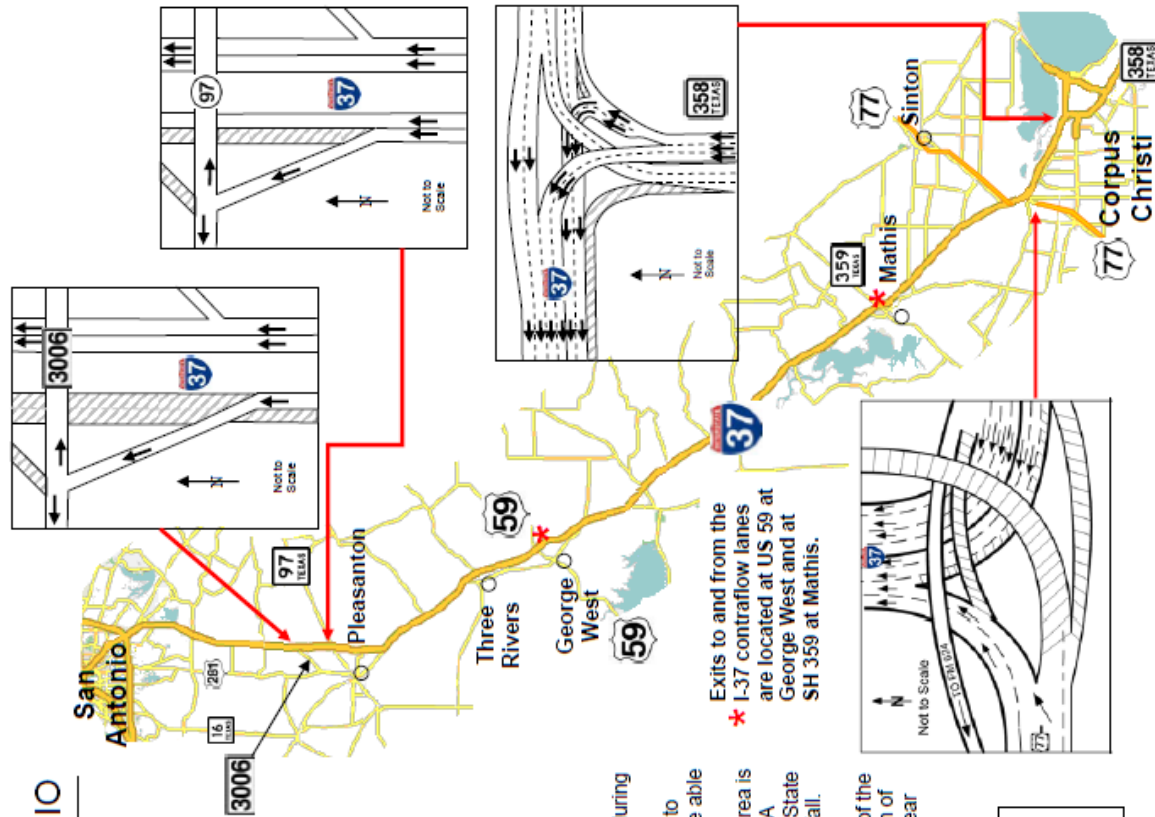 IO
uring
to
e able
rea is
A
State
all.
of the
n of
ear
3006
Not to
Scale
N
37
97
Not to
Scale
N
37
358
TEXAS
Not to
Scale
N
37
San
Antonio
281
16
TEXAS
3006
97
TEXAS
Pleasanton
Three
Rivers
George
West
59
59
37
Exits to and from the
* I-37 contraflow lanes
are located at US 59 at
George West and at
SH 359 at Mathis.
359
TEXAS
* Mathis
77
Sinton
Corpus
Christi
77
358
TEXAS
37
Not to Scale
N
TO FM 624
77